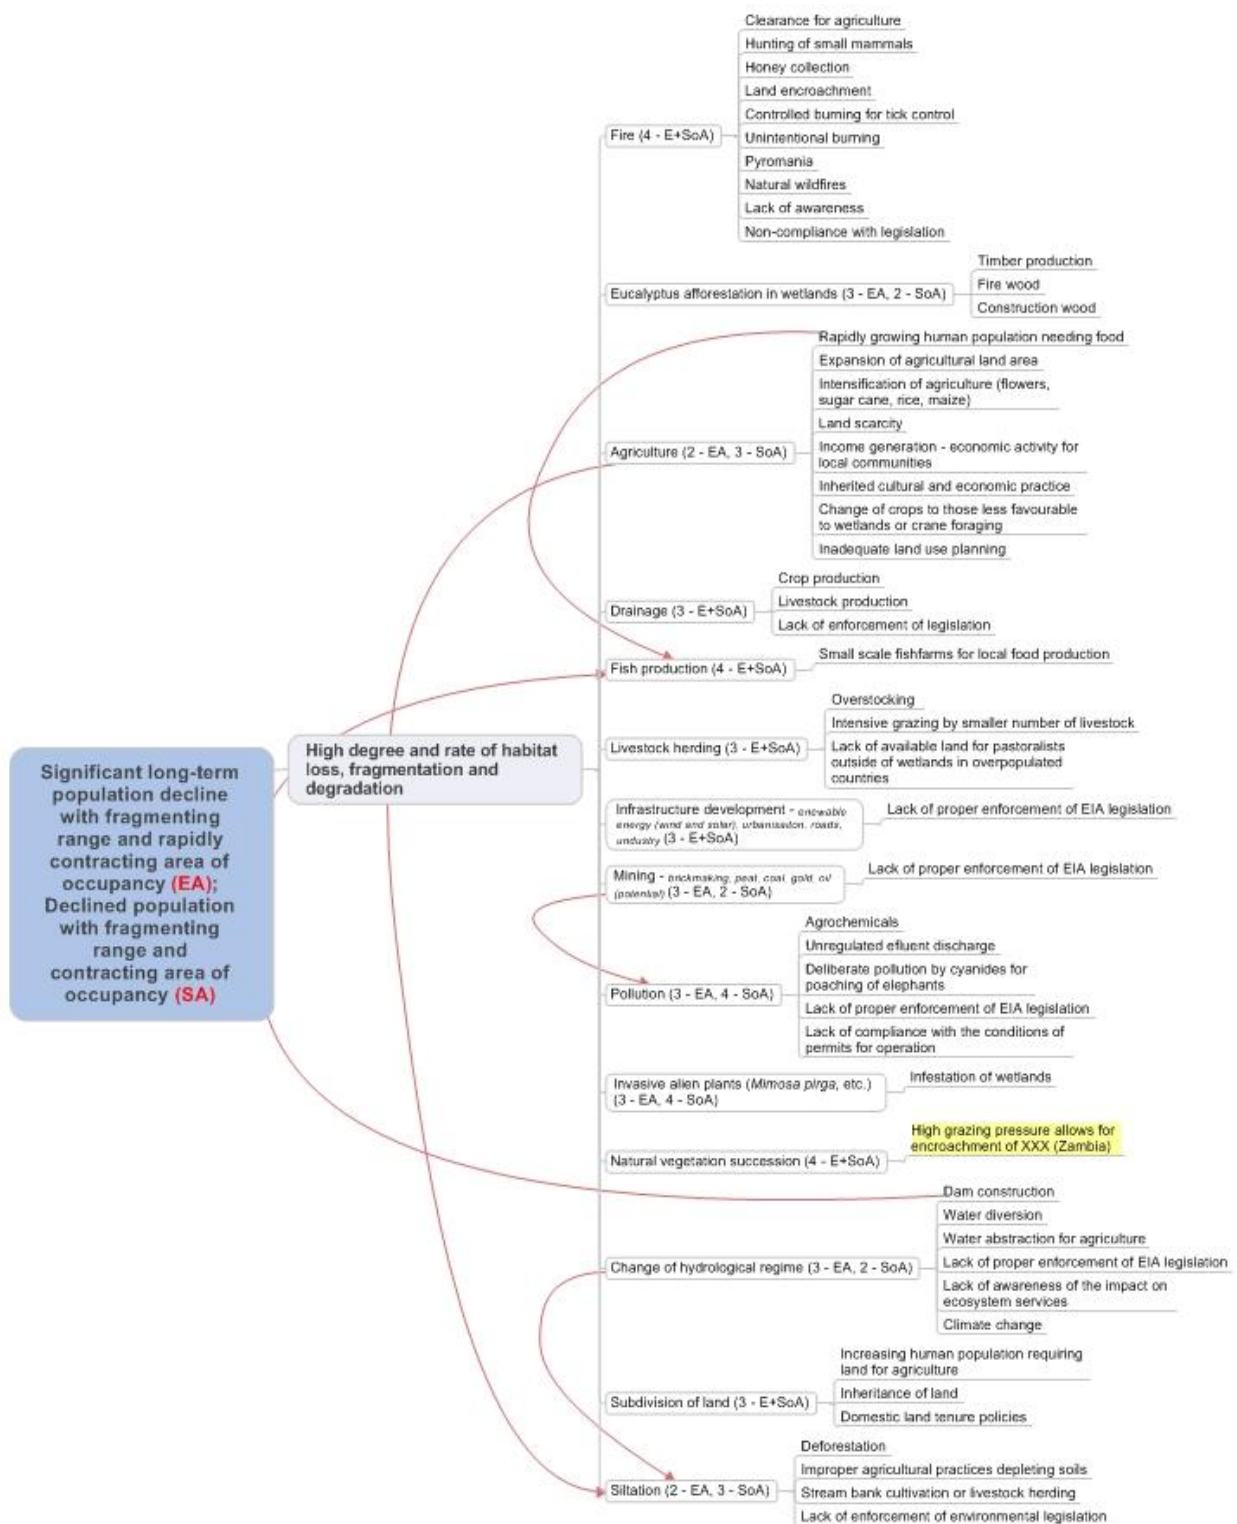 Clearance for agriculture
Hunting of small mammals
Honey collection
Land encroachment
Controlled burning for tick control
Fire (4 - E+SoA)
Unintentional burning
Pyromania
Natural wildfires
Lack of awareness
Non-compliance with legislation
Timber production
Eucalyptus afforestation in wetlands (3 - EA, 2 - SoA)
Fire wood
Construction wood
Rapidly growing human population needing food
Expansion of agricultural land area
Intensification of agriculture (flowers,
sugar cane, rice, maize)
Land scarcity
Agriculture (2 - EA, 3 - SoA)
Income generation - economic activity for
local communities
Inherited cultural and economic practice
Change of crops to those less favourable
to wetlands or crane foraging
Inadequate land use planning
Crop production
Drainage (3 - E+SoA)
Livestock production
Lack of enforcement of legislation
Fish production (4 - E+SoA)
Small scale fishfarms for local food production
Overstocking
Livestock herding (3 - E+SoA)
Intensive grazing by smaller number of livestock
Lack of available land for pastoralists
outside of wetlands in overpopulated
countries
High degree and rate of habitat
loss, fragmentation and
degradation
Significant long-term
population decline
with fragmenting
range and rapidly
contracting area of
occupancy (EA);
Declined population
with fragmenting
range and
contracting area of
occupancy (SA)
Infrastructure development - enewable
energy (wind and solar), urbanisaiton, roads,
undustry (3 - E+SoA)
Lack of proper enforcement of EIA legislation
Mining - brickmaking, peat, coal, gold, oil
(potential) (3 - EA, 2 - SoA)
Lack of proper enforcement of EIA legislation
Agrochemicals
Unregulated efluent discharge
Deliberate pollution by cyanides for
poaching of elephants
Pollution (3 - EA, 4 - SoA)
Lack of proper enforcement of EIA legislation
Lack of compliance with the conditions of
permits for operation
Invasive alien plants (Mimosa pirga, etc.)
(3 - EA, 4 - SoA)
Infestation of wetlands
Natural vegetation succession (4 - E+SoA)
High grazing pressure allows for
encroachment of XXX (Zambia)
Dam construction
Water diversion
Water abstraction for agriculture
Change of hydrological regime (3 - EA, 2 - SoA)
Lack of proper enforcement of EIA legislation
Lack of awareness of the impact on
ecosystem services
Climate change
Increasing human population requiring
land for agriculture
Subdivision of land (3 - E+SoA)
Inheritance of land
Domestic land tenure policies
Deforestation
Improper agricultural practices depleting soils
Siltation (2 - EA, 3 - SoA)
Stream bank cultivation or livestock herding
Lack of enforcement of environmental legislation